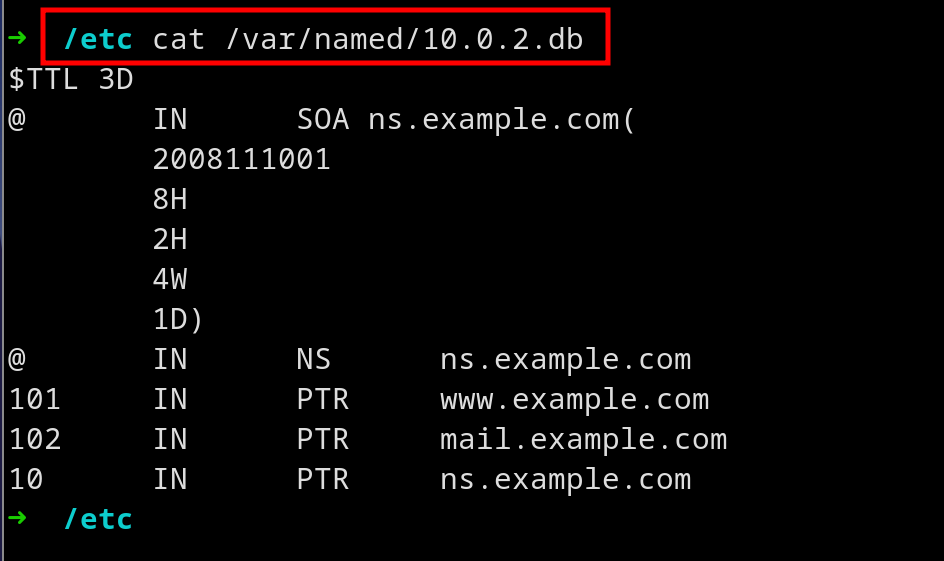 ➜  /etc cat /var/named/10.0.2.db
$TTL 3D
@       IN      SOA ns.example.com(
        2008111001
        8H
        2H
        4W
        1D)
@       IN      NS      ns.example.com
101     IN      PTR     www.example.com
102     IN      PTR     mail.example.com
10      IN      PTR     ns.example.com
➜  /etc